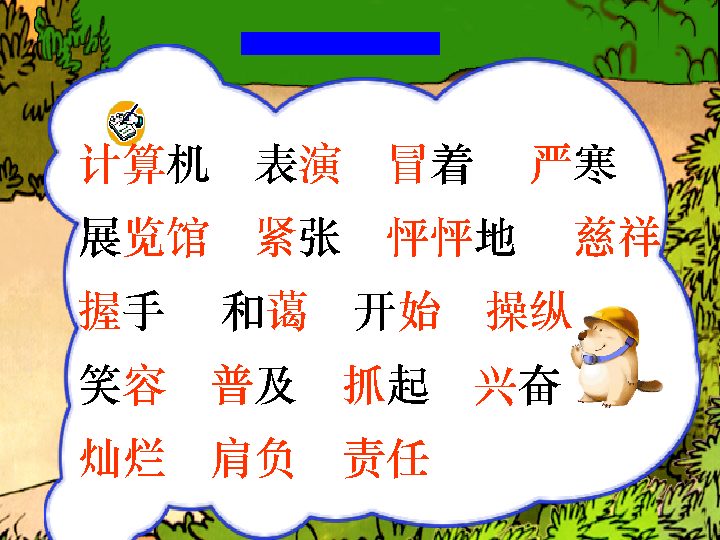 计算机 表演 冒着 严寒
展览馆 紧张 怦怦地 慈祥
握手 和蔼 开始 操纵
笑容 普及 抓起 兴奋
灿烂 肩负 责任